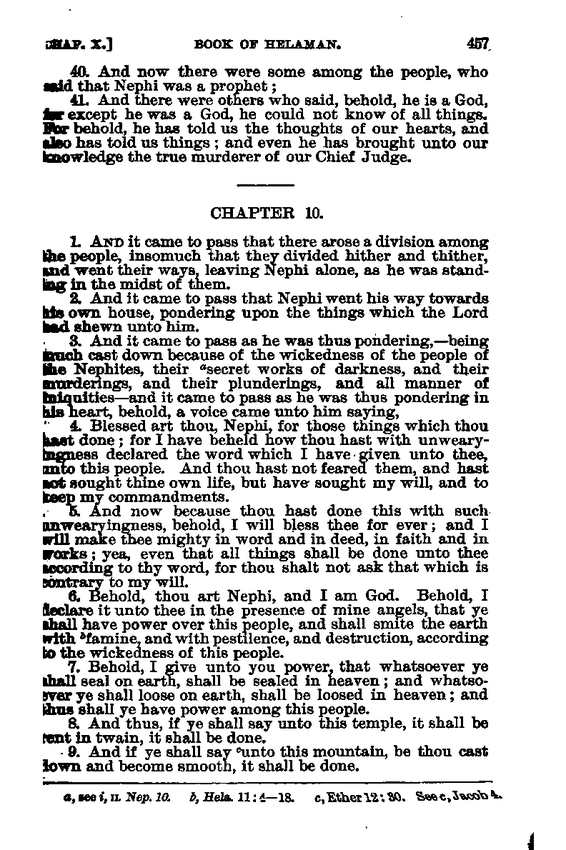 CHAP. X.] BOOK OF HELAMAN. 457
40. And now there were some among the people, who
said that Nephi was a prophet;
41. And there were others who said, behold, he is a God,
for except he was a God, he could not know of all things.
For behold, he has told us the thoughts of our hearts, and
also has told us things; and even he has brought unto our
knowledge the true murderer of our Chief Judge.
CHAPTER 10.
1. AND it came to pass that there arose a division among
the people, insomuch that they divided hither and thither,
and went their ways, leaving Nephi alone, as he was stand-
ing in the midst of them.
2. And it came to pass that Nephi went his way towards
his own house, pondering upon the things which the Lord
had shewn unto him.
3. And it came to pass as he was thus pondering,—being
much cast down because of the wickedness of the people of
the Nephites, their ᵃsecret works of darkness, and their
murderings, and their plunderings, and all manner of
iniquities—and it came to pass as he was thus pondering in
his heart, behold, a voice came unto him saying,
4. Blessed art thou, Nephi, for those things which thou
hast done; for I have beheld how thou hast with unweary-
ingness declared the word which I have given unto thee,
unto this people. And thou hast not feared them, and hast
not sought thine own life, but have sought my will, and to
keep my commandments.
5. And now because thou hast done this with such
unwearyingness, behold, I will bless thee for ever; and I
will make thee mighty in word and in deed, in faith and in
works; yea, even that all things shall be done unto thee
according to thy word, for thou shalt not ask that which is
contrary to my will.
6. Behold, thou art Nephi, and I am God. Behold, I
declare it unto thee in the presence of mine angels, that ye
shall have power over this people, and shall smite the earth
with ᵇfamine, and with pestilence, and destruction, according
to the wickedness of this people.
7. Behold, I give unto you power, that whatsoever ye
shall seal on earth, shall be sealed in heaven; and whatso-
ever ye shall loose on earth, shall be loosed in heaven; and
thus shall ye have power among this people.
8. And thus, if ye shall say unto this temple, it shall be
rent in twain, it shall be done.
9. And if ye shall say ᶜunto this mountain, be thou cast
down and become smooth, it shall be done.
a, see i, II. Nep. 10. b, Hela. 11: 4—18. c, Ether 12: 30. See c, Jacob 4.